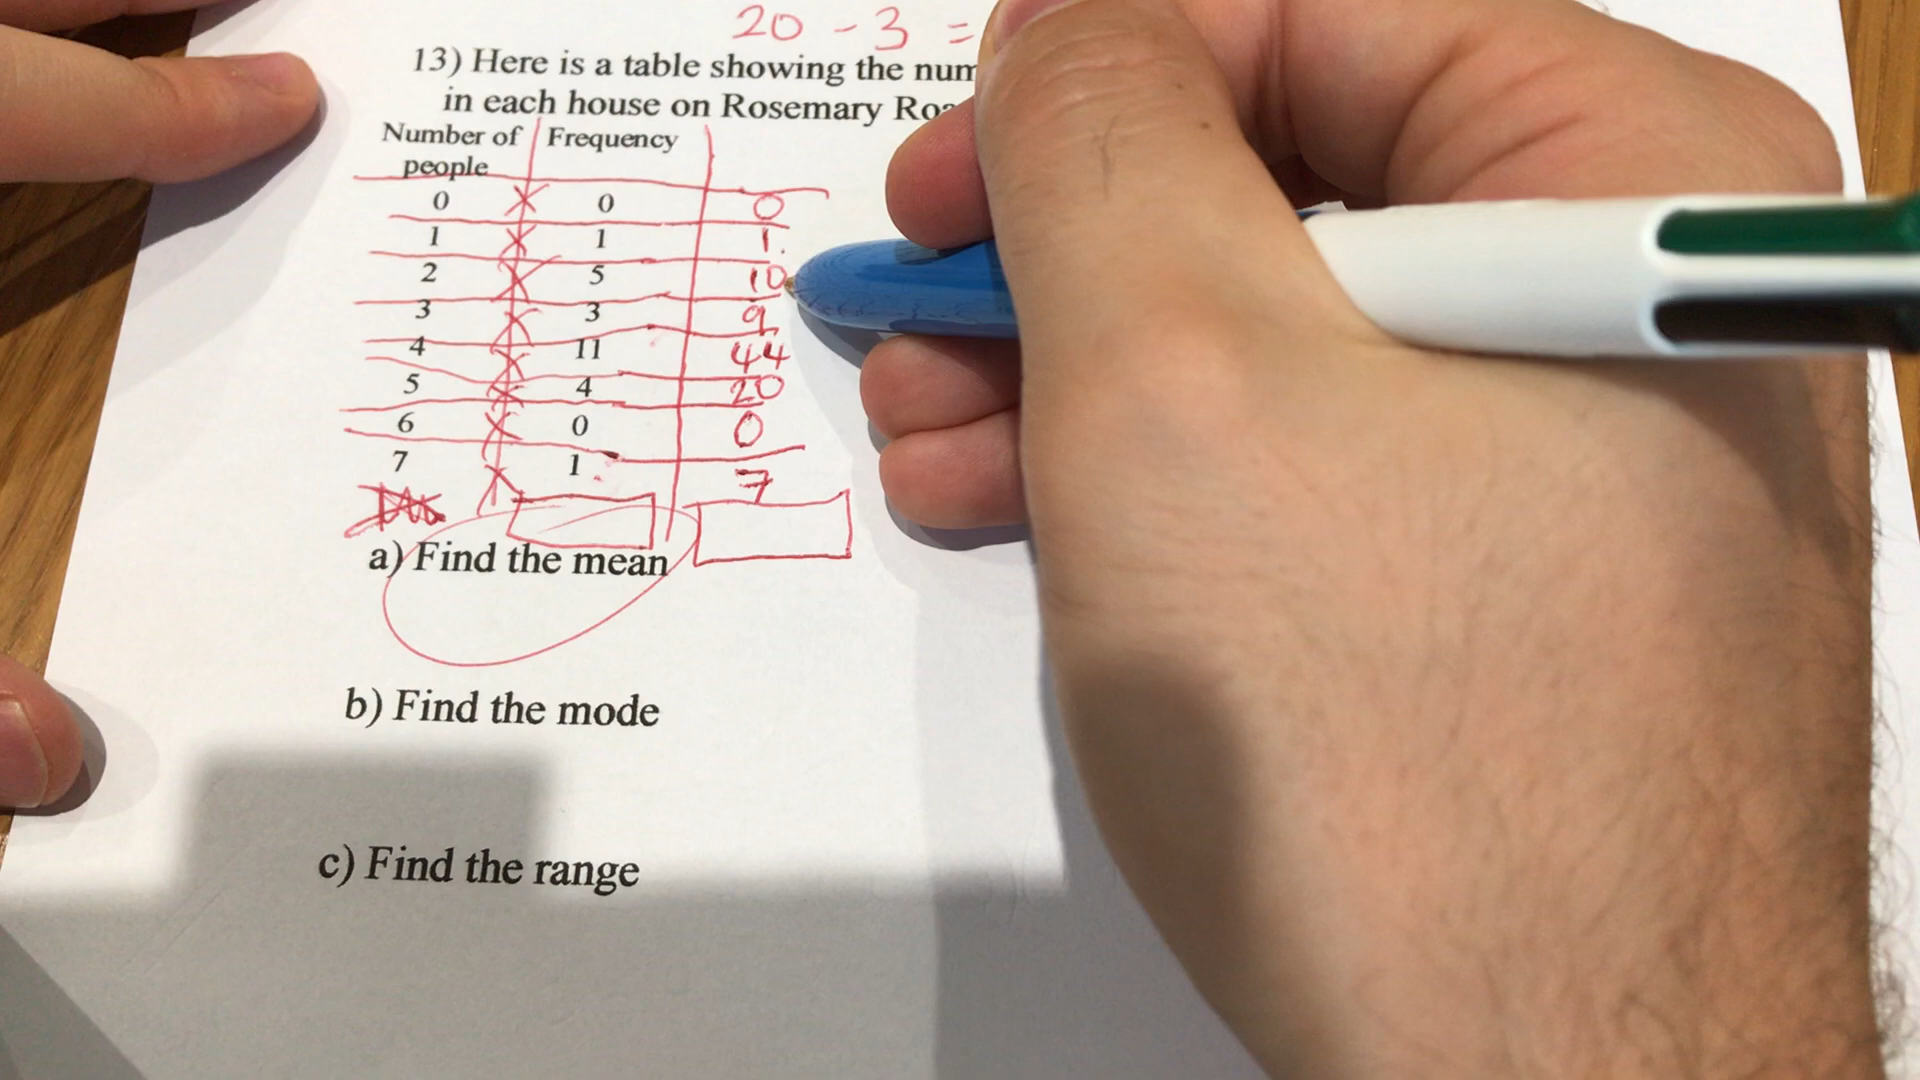 20 - 3 =
13) Here is a table showing the num
in each house on Rosemary Roa
Number of Frequency
people
0 × 0 0
1 × 1 1.
2 × 5 10
3 × 3 9
4 × 11 44
5 × 4 20
6 × 0 0
7 × 1 7
a) Find the mean
b) Find the mode
c) Find the range